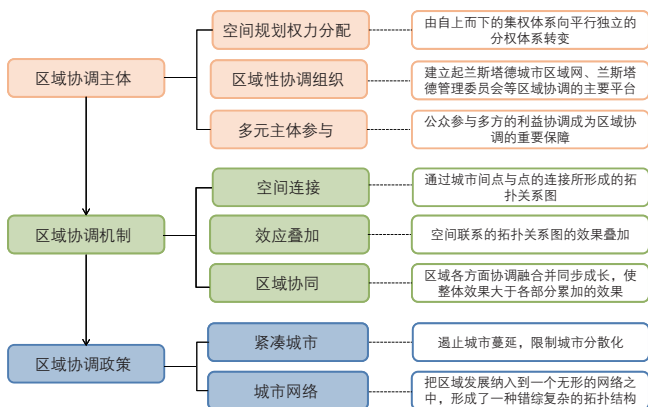 区域协调主体
空间规划权力分配
由自上而下的集权体系向平行独立的
分权体系转变
区域性协调组织
建立起兰斯塔德城市区域网、兰斯塔
德管理委员会等区域协调的主要平台
多元主体参与
公众参与多方的利益协调成为区域协
调的重要保障
区域协调机制
空间连接
通过城市间点与点的连接所形成的拓
扑关系图
效应叠加
空间联系的拓扑关系图的效果叠加
区域协同
区域各方面协调融合并同步成长，使
整体效果大于各部分累加的效果
区域协调政策
紧凑城市
遏止城市蔓延，限制城市分散化
城市网络
把区域发展纳入到一个无形的网络之
中，形成了一种错综复杂的拓扑结构